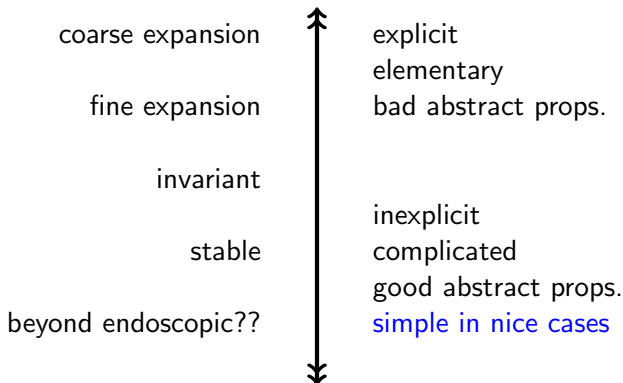 coarse expansion
explicit
elementary
fine expansion
bad abstract props.
invariant
inexplicit
stable
complicated
good abstract props.
beyond endoscopic??
simple in nice cases